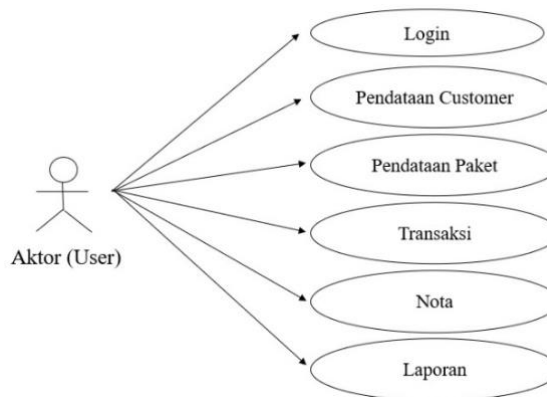 Login
Pendataan Customer
Pendataan Paket
Aktor (User)
Transaksi
Nota
Laporan